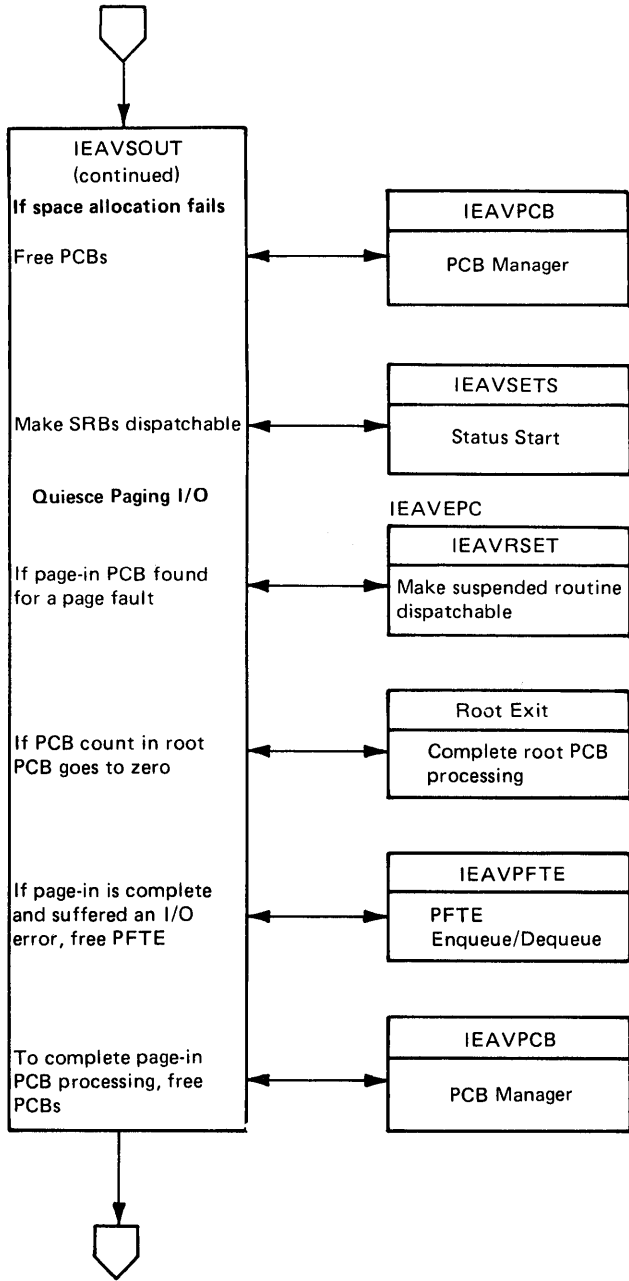 IEAVSOUT
(continued)
If space allocation fails
Free PCBs
IEAVPCB
PCB Manager
Make SRBs dispatchable
IEAVSETS
Status Start
Quiesce Paging I/O
IEAVEPC
If page-in PCB found
for a page fault
IEAVRSET
Make suspended routine
dispatchable
If PCB count in root
PCB goes to zero
Root Exit
Complete root PCB
processing
If page-in is complete
and suffered an I/O
error, free PFTE
IEAVPFTE
PFTE
Enqueue/Dequeue
To complete page-in
PCB processing, free
PCBs
IEAVPCB
PCB Manager